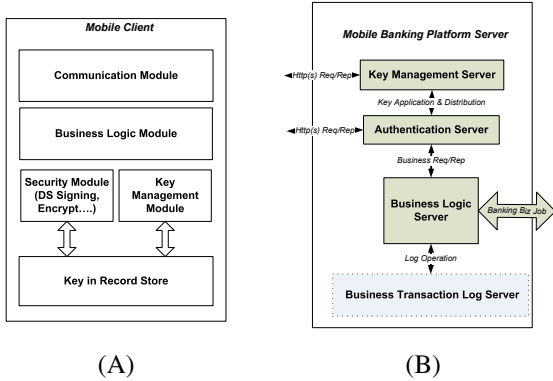 Mobile Client
Communication Module
Business Logic Module
Security Module
(DS Signing,
Encrypt....)
Key
Management
Module
Key in Record Store
(A)
Mobile Banking Platform Server
Http(s) Req/Rep
Key Management Server
Key Application & Distribution
Http(s) Req/Rep
Authentication Server
Business Req/Rep
Business Logic
Server
Banking Biz Job
Log Operation
Business Transaction Log Server
(B)